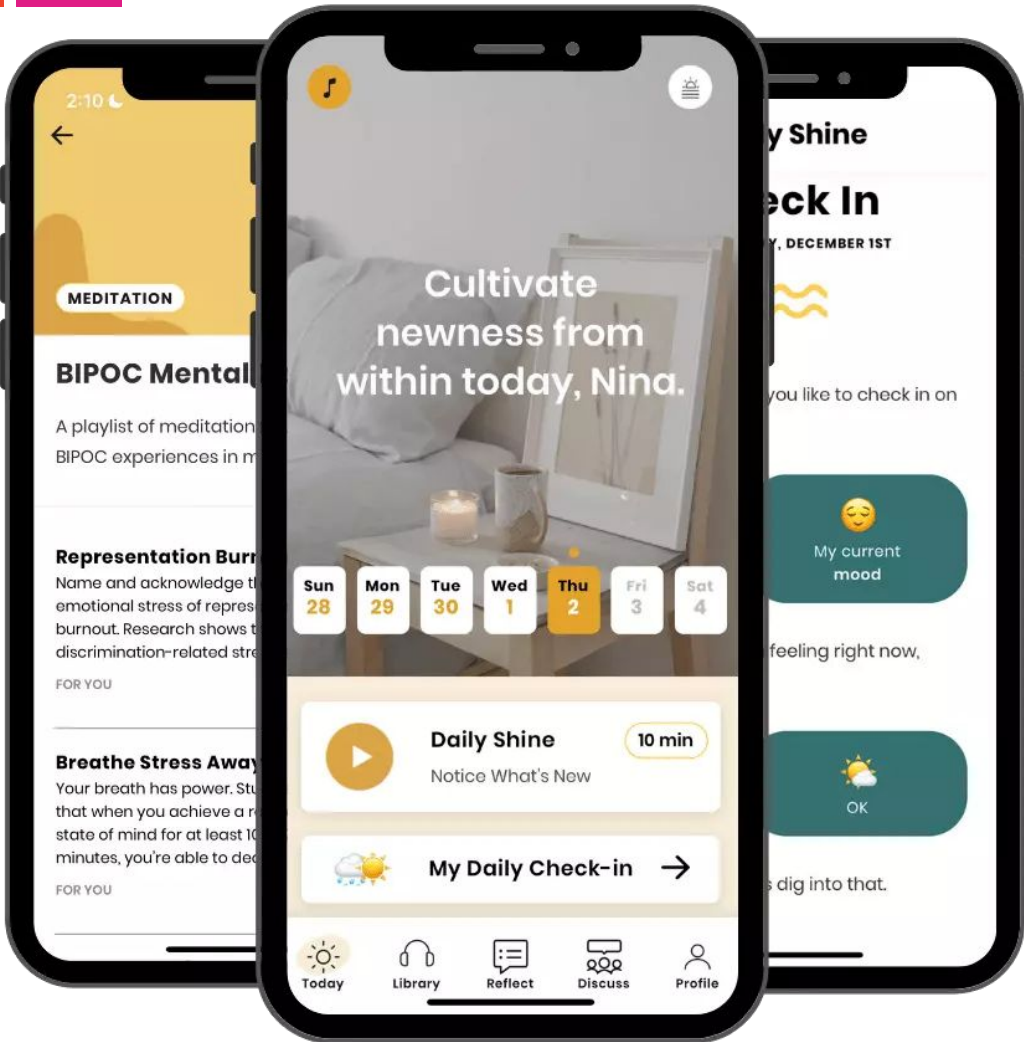 2:10
MEDITATION
BIPOC Mental
A playlist of meditation
BIPOC experiences in
Representation
Name and acknowledge
emotional stress of
burnout. Research shows
discrimination-related
FOR YOU
Breathe Stress Away
Your breath has power.
that when you achieve a
state of mind for at least 10
minutes, you're able to
FOR YOU
Cultivate
newness from
within today, Nina.
Sun Mon Tue Wed Thu Fri Sat
28 29 30 1 2 3 4
Daily Shine
10 min
Notice What's New
My Daily Check-in
Today Library Reflect Discuss Profile
y Shine
eck In
Y, DECEMBER 1ST
you like to check in on
My current
mood
feeling right now,
OK
s dig into that.